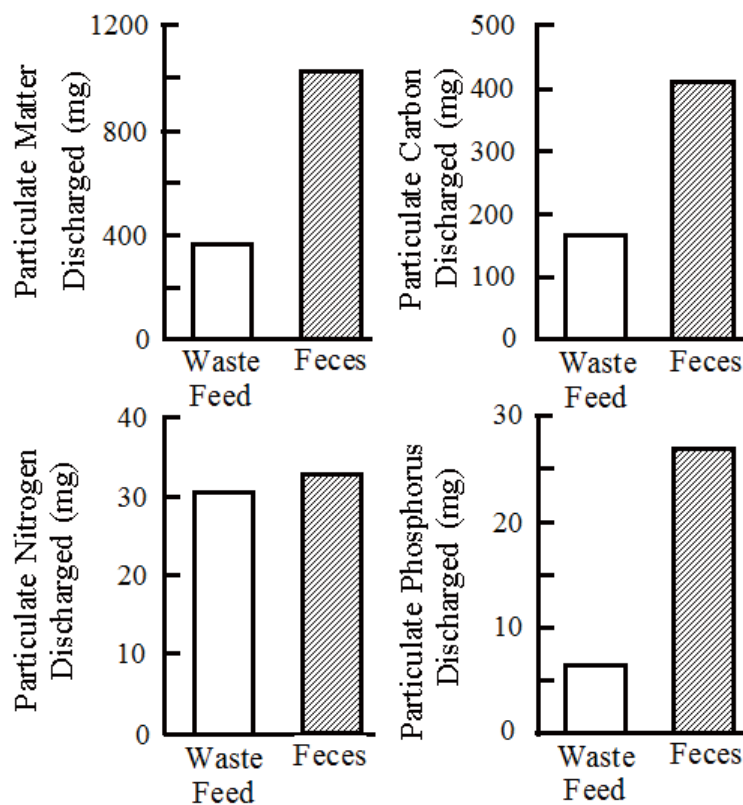 Particulate Matter
Discharged (mg)
1200
800
400
0
Waste
Feed
Feces
Particulate Carbon
Discharged (mg)
500
400
300
200
100
0
Waste
Feed
Feces
Particulate Nitrogen
Discharged (mg)
40
30
20
10
0
Waste
Feed
Feces
Particulate Phosphorus
Discharged (mg)
30
20
10
0
Waste
Feed
Feces